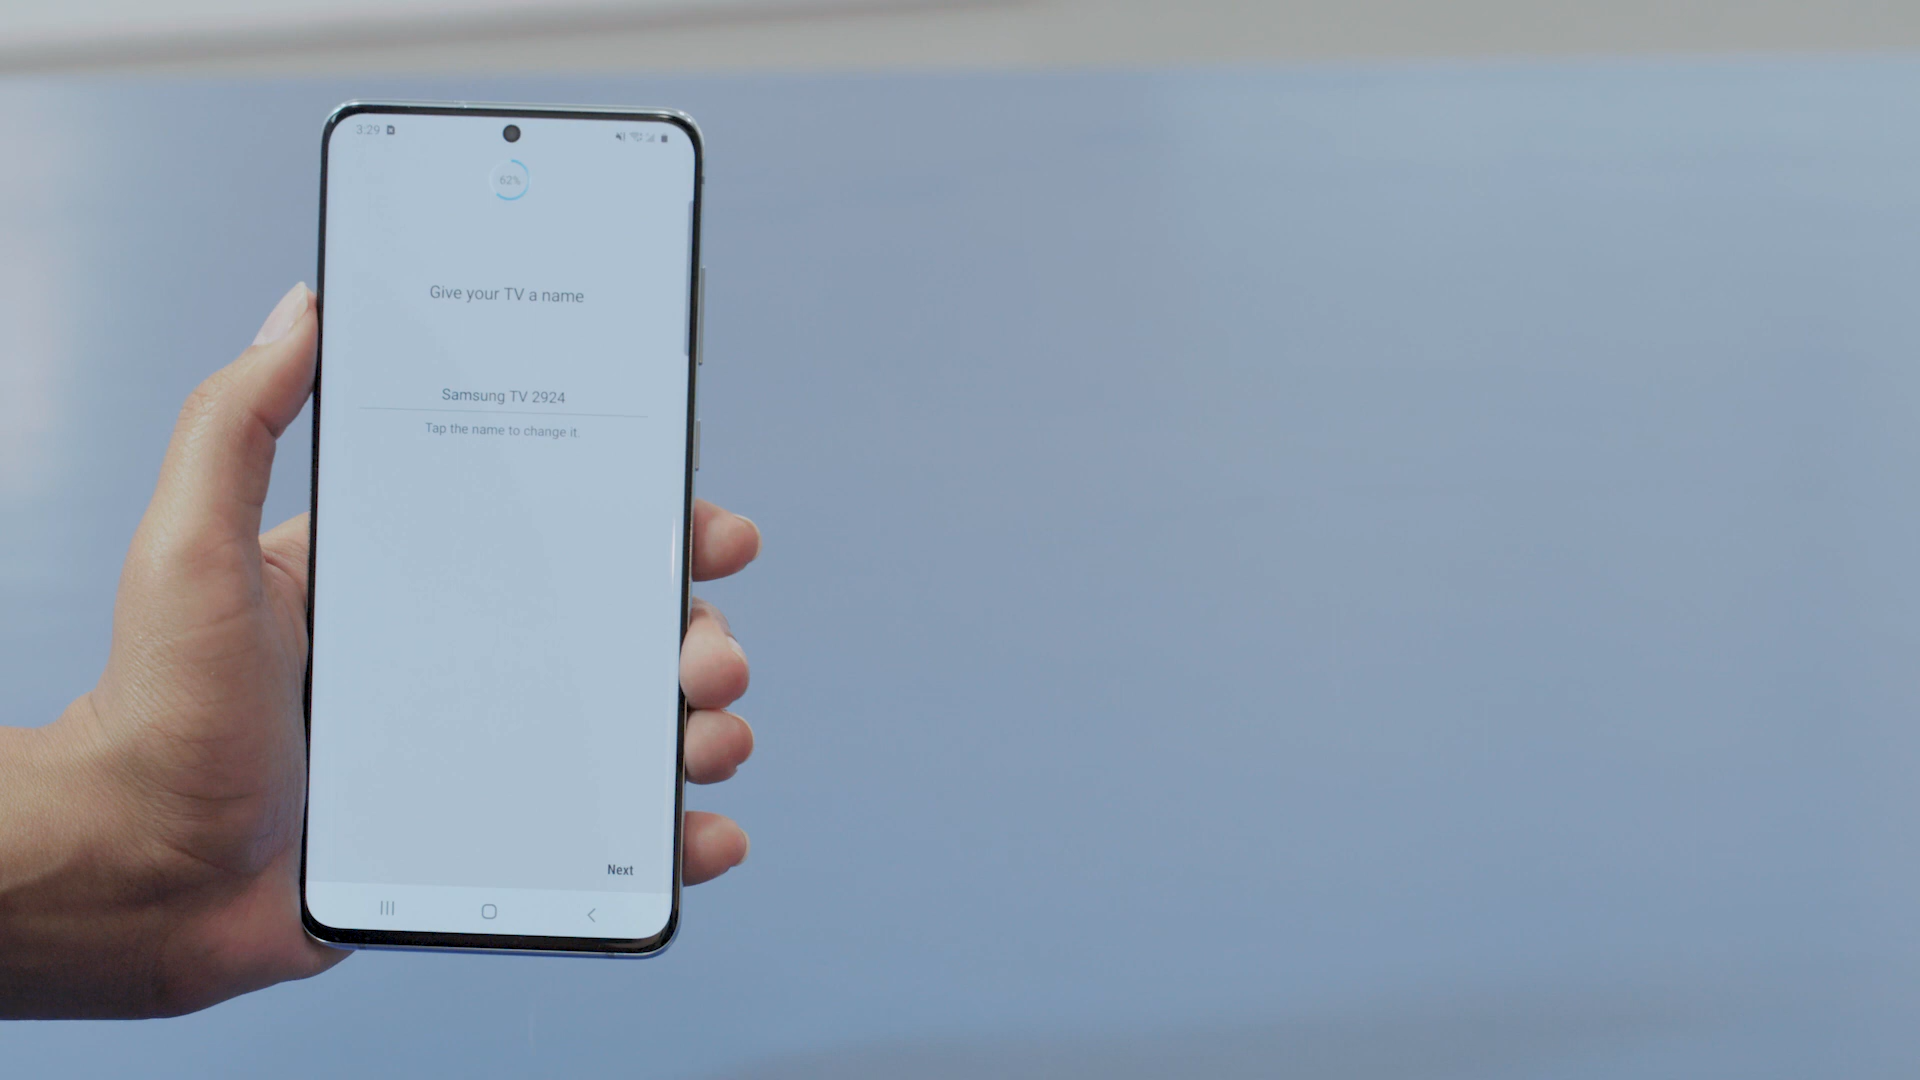 3:29
62%
Give your TV a name
Samsung TV 2924
Tap the name to change it.
Next